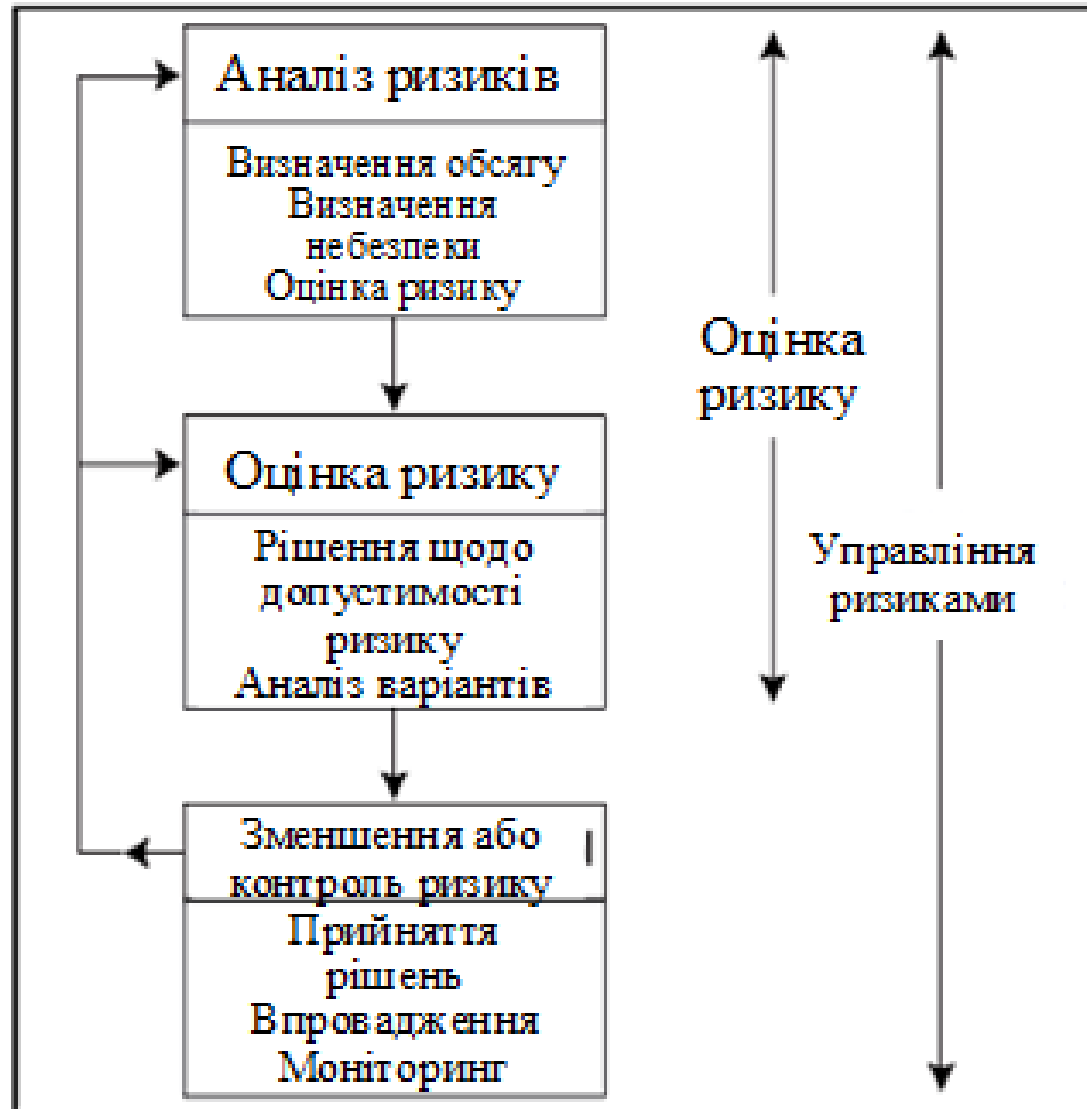 Аналіз ризиків
Визначення обсягу
Визначення
небезпеки
Оцінка ризику
Оцінка ризику
Рішення щодо
допустимості
ризику
Аналіз варіантів
Зменшення або
контроль ризику
Прийняття
рішень
Впровадження
Моніторинг
Оцінка
ризику
Управління
ризиками